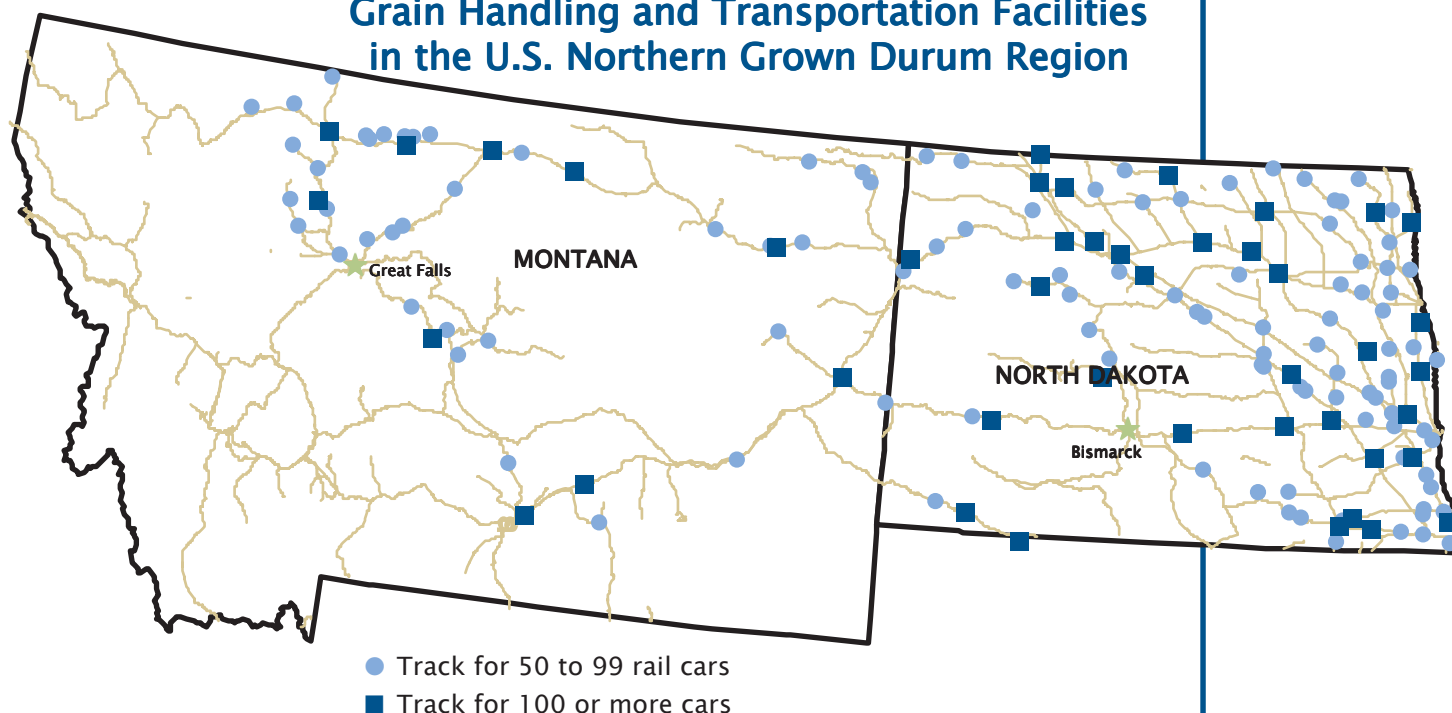 Grain Handling and Transportation Facilities
in the U.S. Northern Grown Durum Region
MONTANA
Great Falls
NORTH DAKOTA
Bismarck
Track for 50 to 99 rail cars
Track for 100 or more cars